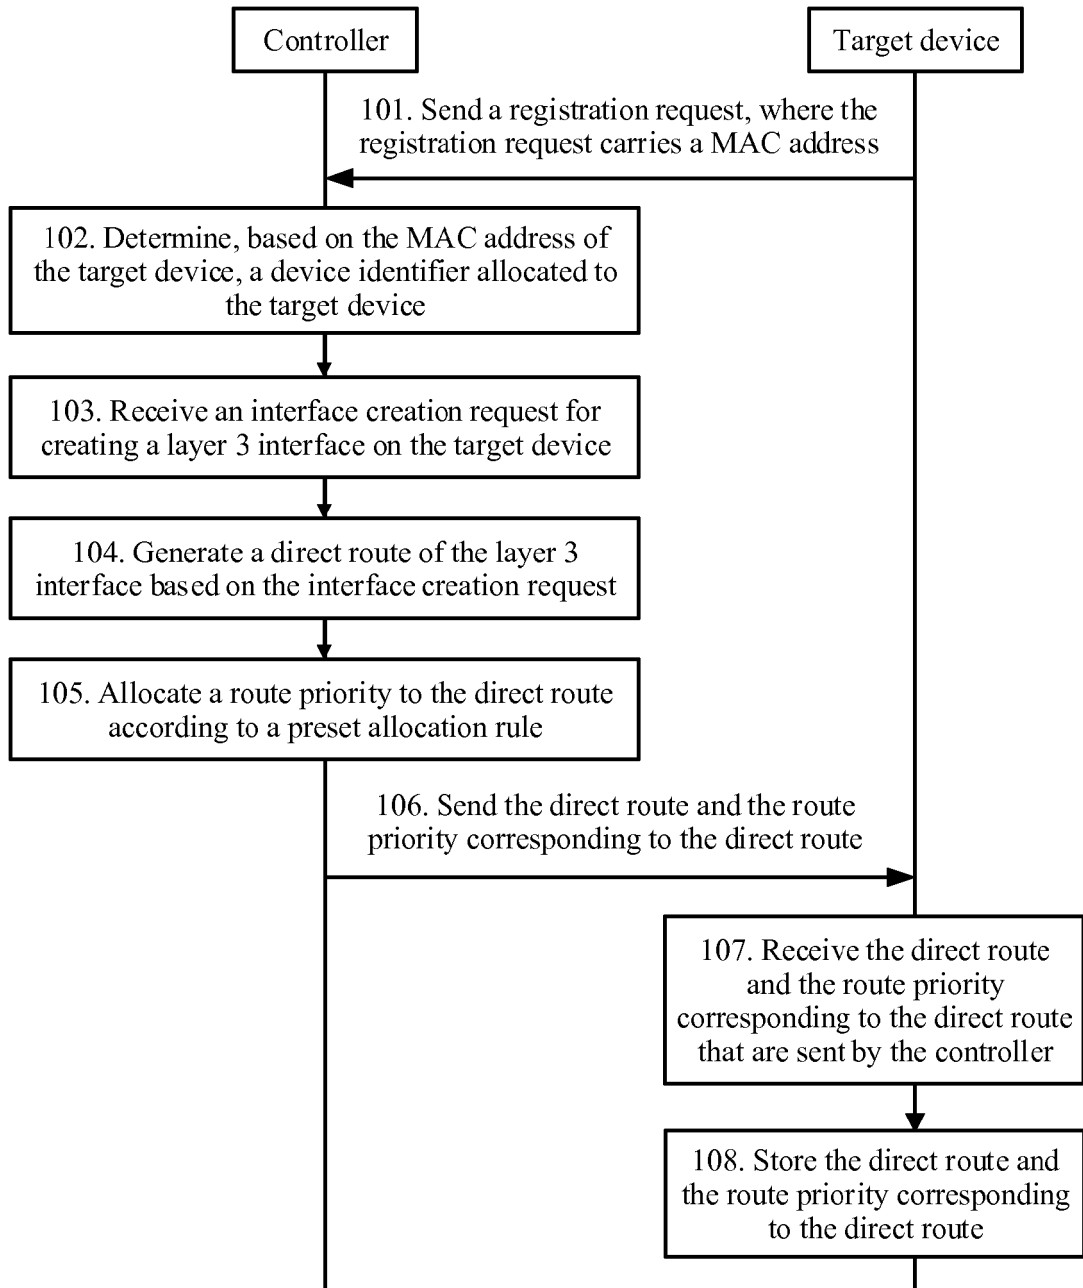 Controller
Target device
101. Send a registration request, where the
registration request carries a MAC address
102. Determine, based on the MAC address of
the target device, a device identifier allocated to
the target device
103. Receive an interface creation request for
creating a layer 3 interface on the target device
104. Generate a direct route of the layer 3
interface based on the interface creation request
105. Allocate a route priority to the direct route
according to a preset allocation rule
106. Send the direct route and the route
priority corresponding to the direct route
107. Receive the direct route
and the route priority
corresponding to the direct route
that are sent by the controller
108. Store the direct route and
the route priority corresponding
to the direct route